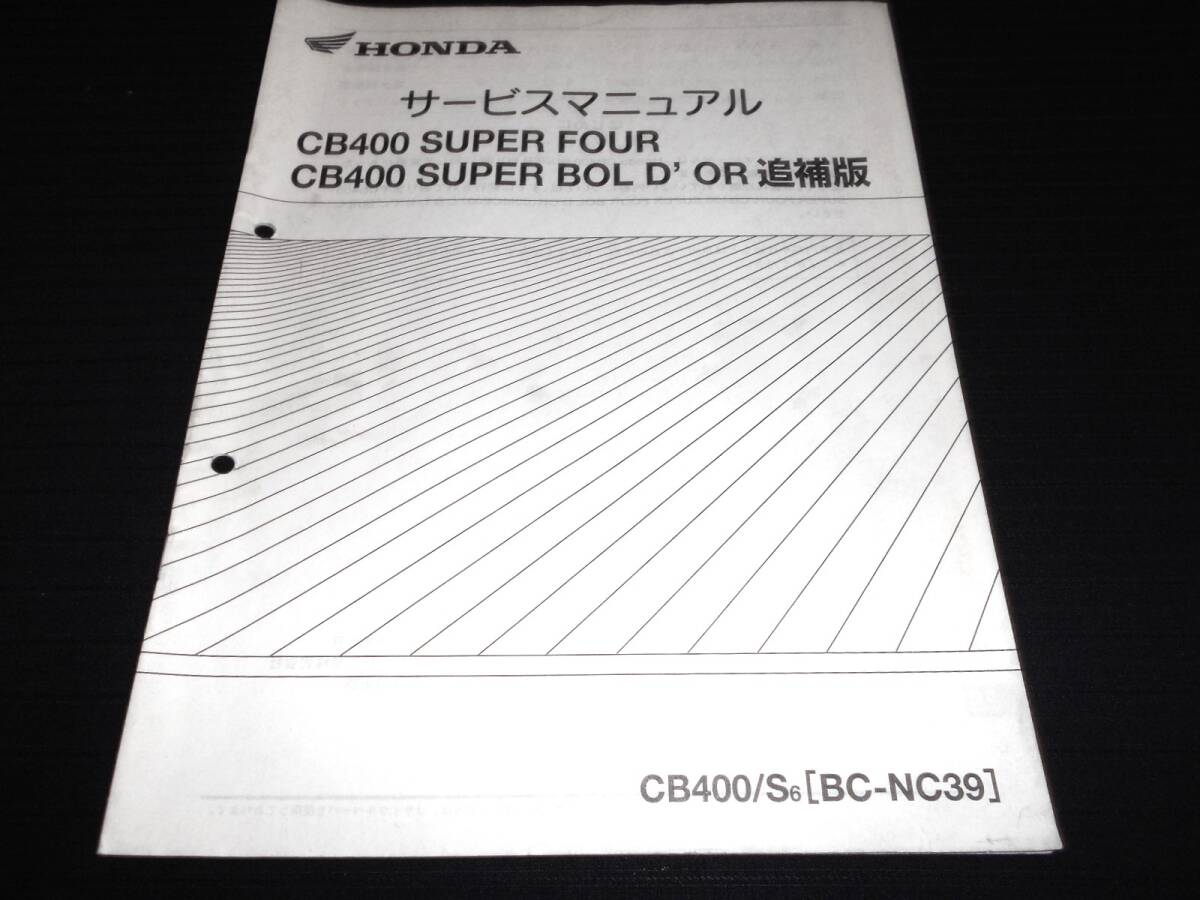 HONDA
サービスマニュアル
CB400 SUPER FOUR
CB400 SUPER BOL D' OR 追補版
CB400/S6[BC-NC39]